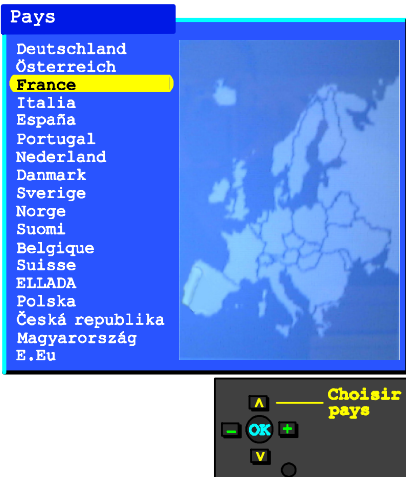 Pays
Deutschland
Österreich
France
Italia
España
Portugal
Nederland
Danmark
Sverige
Norge
Suomi
Belgique
Suisse
ELLADA
Polska
Česká republika
Magyarország
E.Eu
Choisir
pays
∧
– OK +
∨